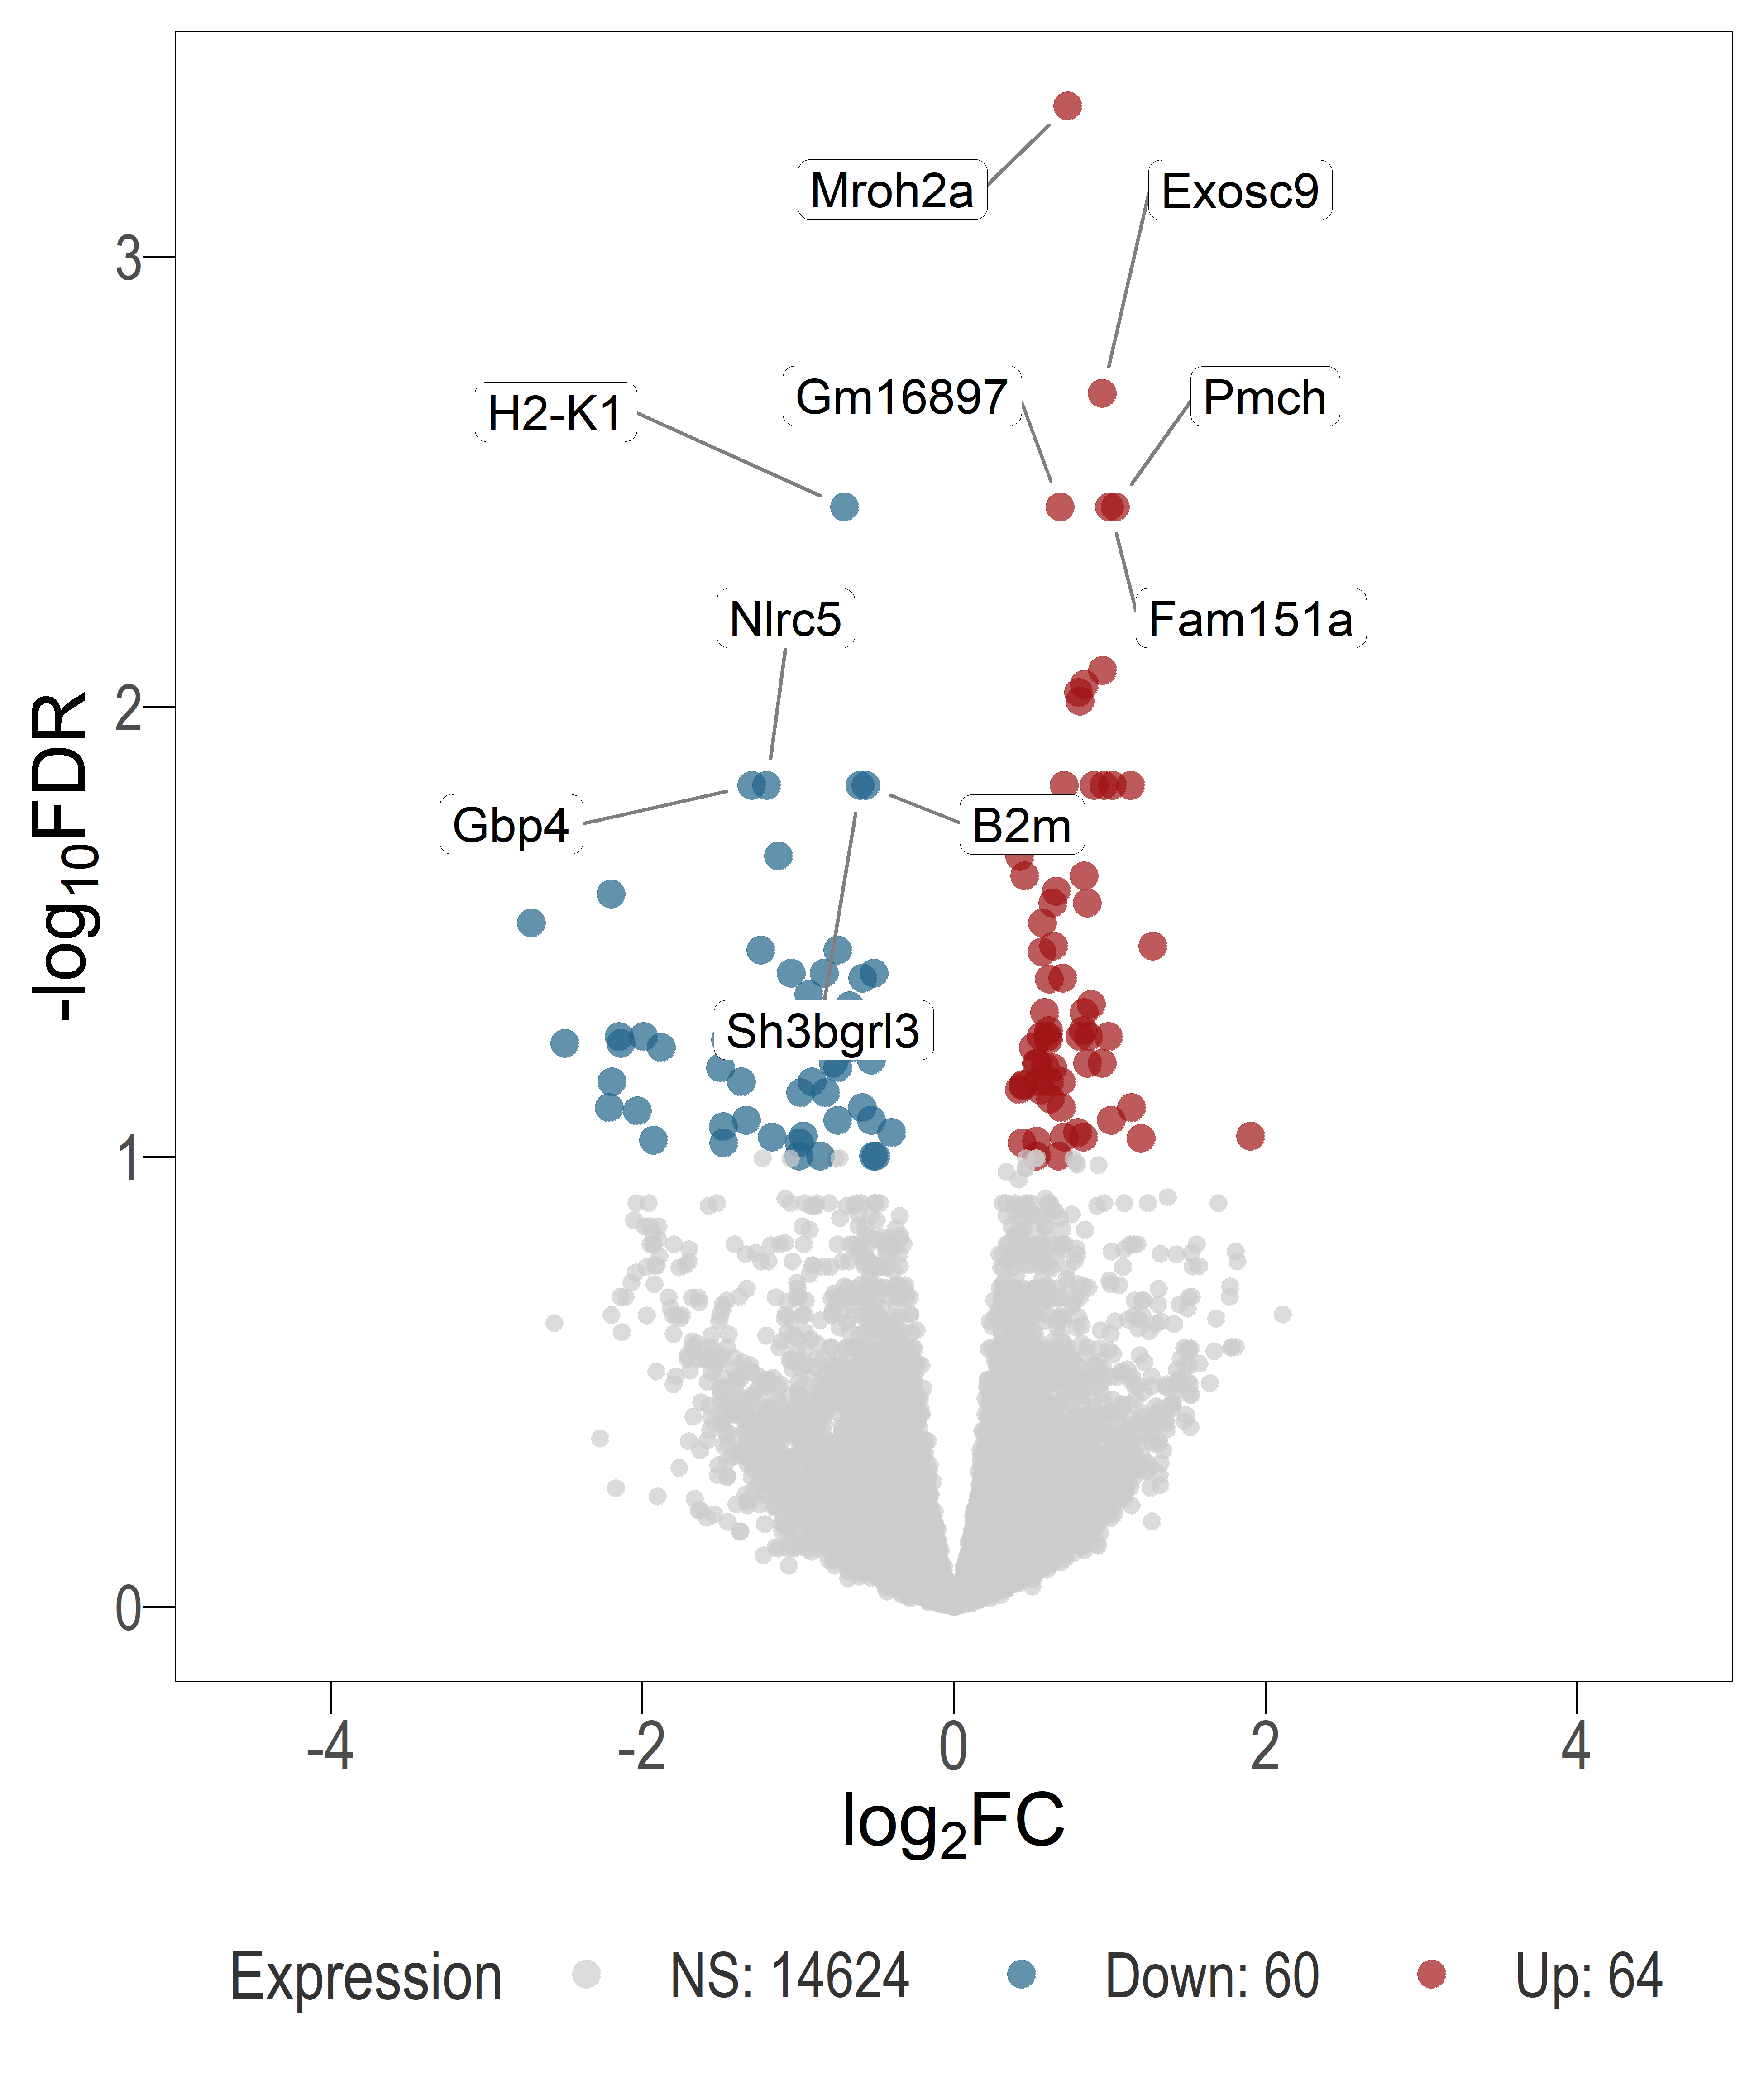 Mroh2a
Exosc9
3
H2-K1
Gm16897
Pmch
Nlrc5
Fam151a
2
-log10FDR
Gbp4
B2m
Sh3bgrl3
1
0
-4 -2 0 2 4
log2FC
Expression NS: 14624 Down: 60 Up: 64